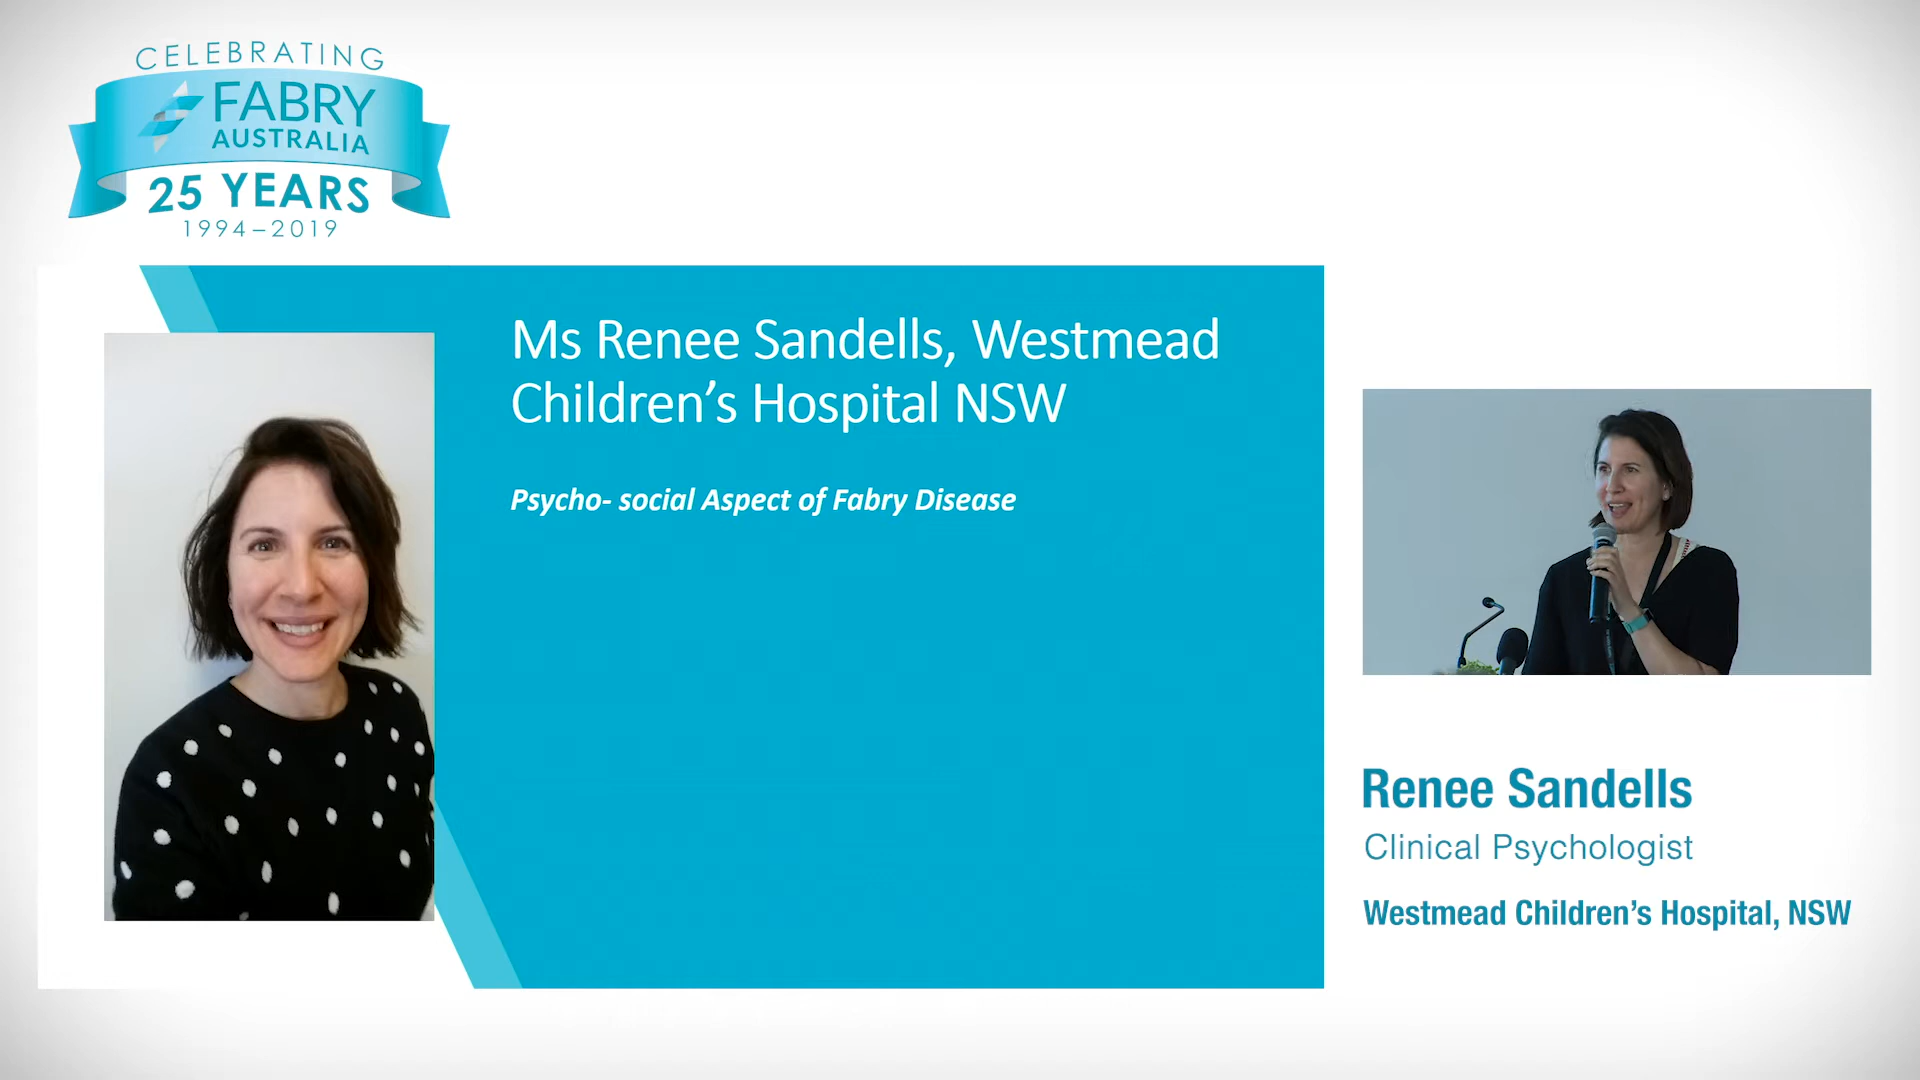 CELEBRATING
FABRY
AUSTRALIA
25 YEARS
1994–2019
Ms Renee Sandells, Westmead
Children’s Hospital NSW
Psycho- social Aspect of Fabry Disease
Renee Sandells
Clinical Psychologist
Westmead Children’s Hospital, NSW